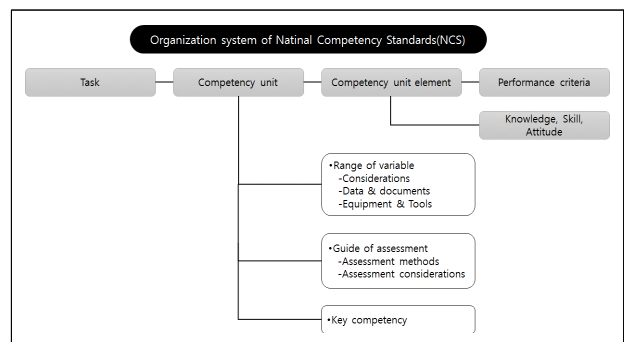 Organization system of Natinal Competency Standards(NCS)
Task
Competency unit
Competency unit element
Performance criteria
Knowledge, Skill,
Attitude
•Range of variable
-Considerations
-Data & documents
-Equipment & Tools
•Guide of assessment
-Assessment methods
-Assessment considerations
•Key competency